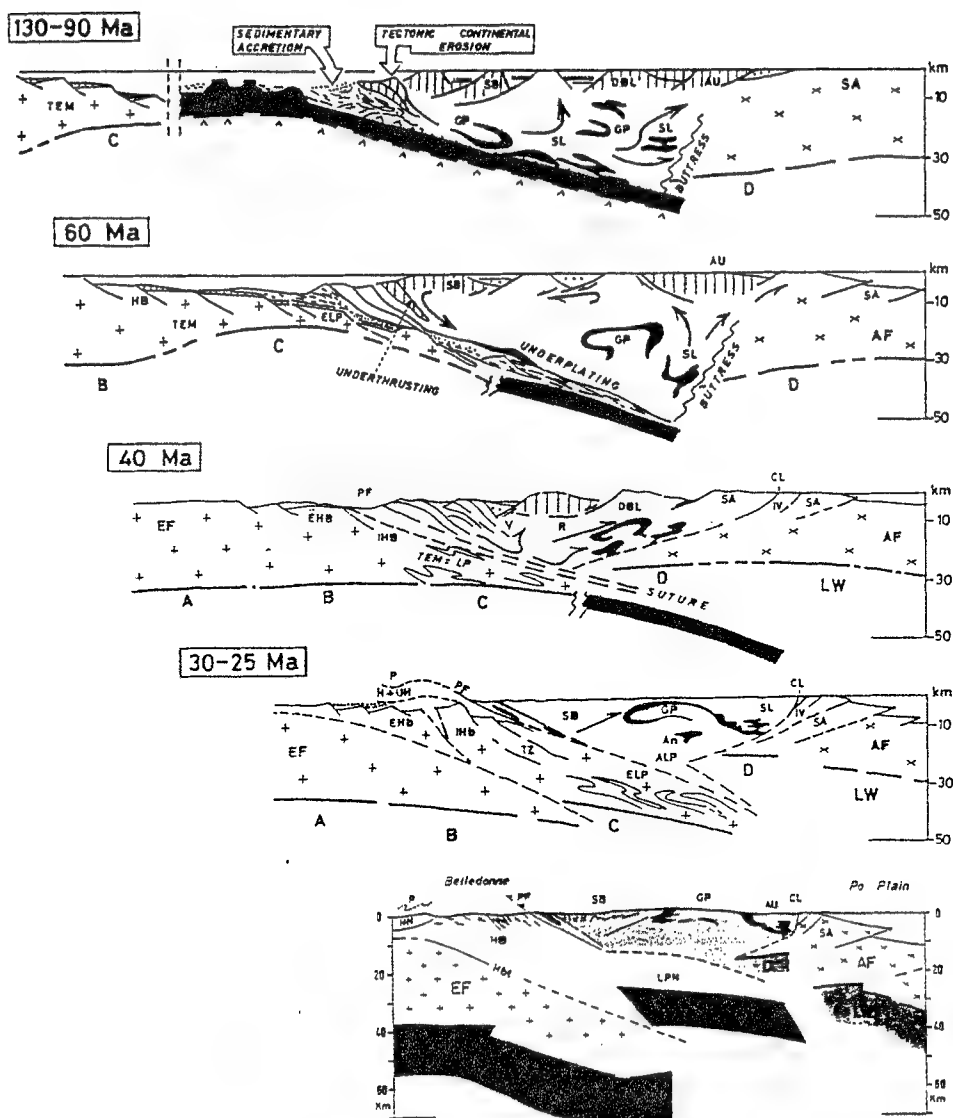 130-90 Ma
SEDIMENTARY
ACCRETION
TECTONIC CONTINENTAL
EROSION
km
TEM
SB
DBL
AU
SA
10
GP
SL
GP
SL
C
BUTTRESS
30
D
50
60 Ma
AU
km
HB
SB
SA
10
TEM
ELP
C
GP
AF
UNDERPLATING
SL
30
B
UNDERTHRUSTING
BUTTRESS
D
50
40 Ma
PF
CL
km
EF
EHB
V
R
DBL
SA
IV
SA
10
IHB
AF
TEM = LP
D
30
A
B
C
SUTURE
LW
50
30-25 Ma
P
PF
CL
km
H+UH
SB
GP
SL
IV
10
EHb
IHb
An
SA
EF
TZ
ALP
D
AF
ELP
30
LW
A
B
C
50
Belledonne
Po Plain
P
PF
SB
GP
AU
CL
0
0
HH
HB
SA
D
AF
20
Hbt
LPN
20
EF
40
40
60
60
Km
Km